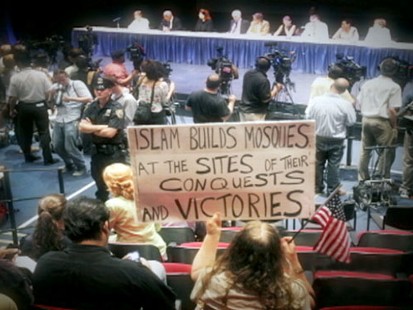 ISLAM BUILDS MOSQUES
AT THE SITES OF THEIR
CONQUESTS
AND VICTORIES